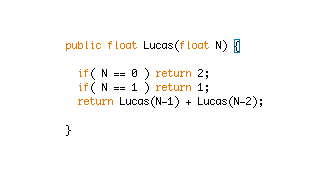 public float Lucas(float N) {
if( N == 0 ) return 2;
if( N == 1 ) return 1;
return Lucas(N-1) + Lucas(N-2);
}